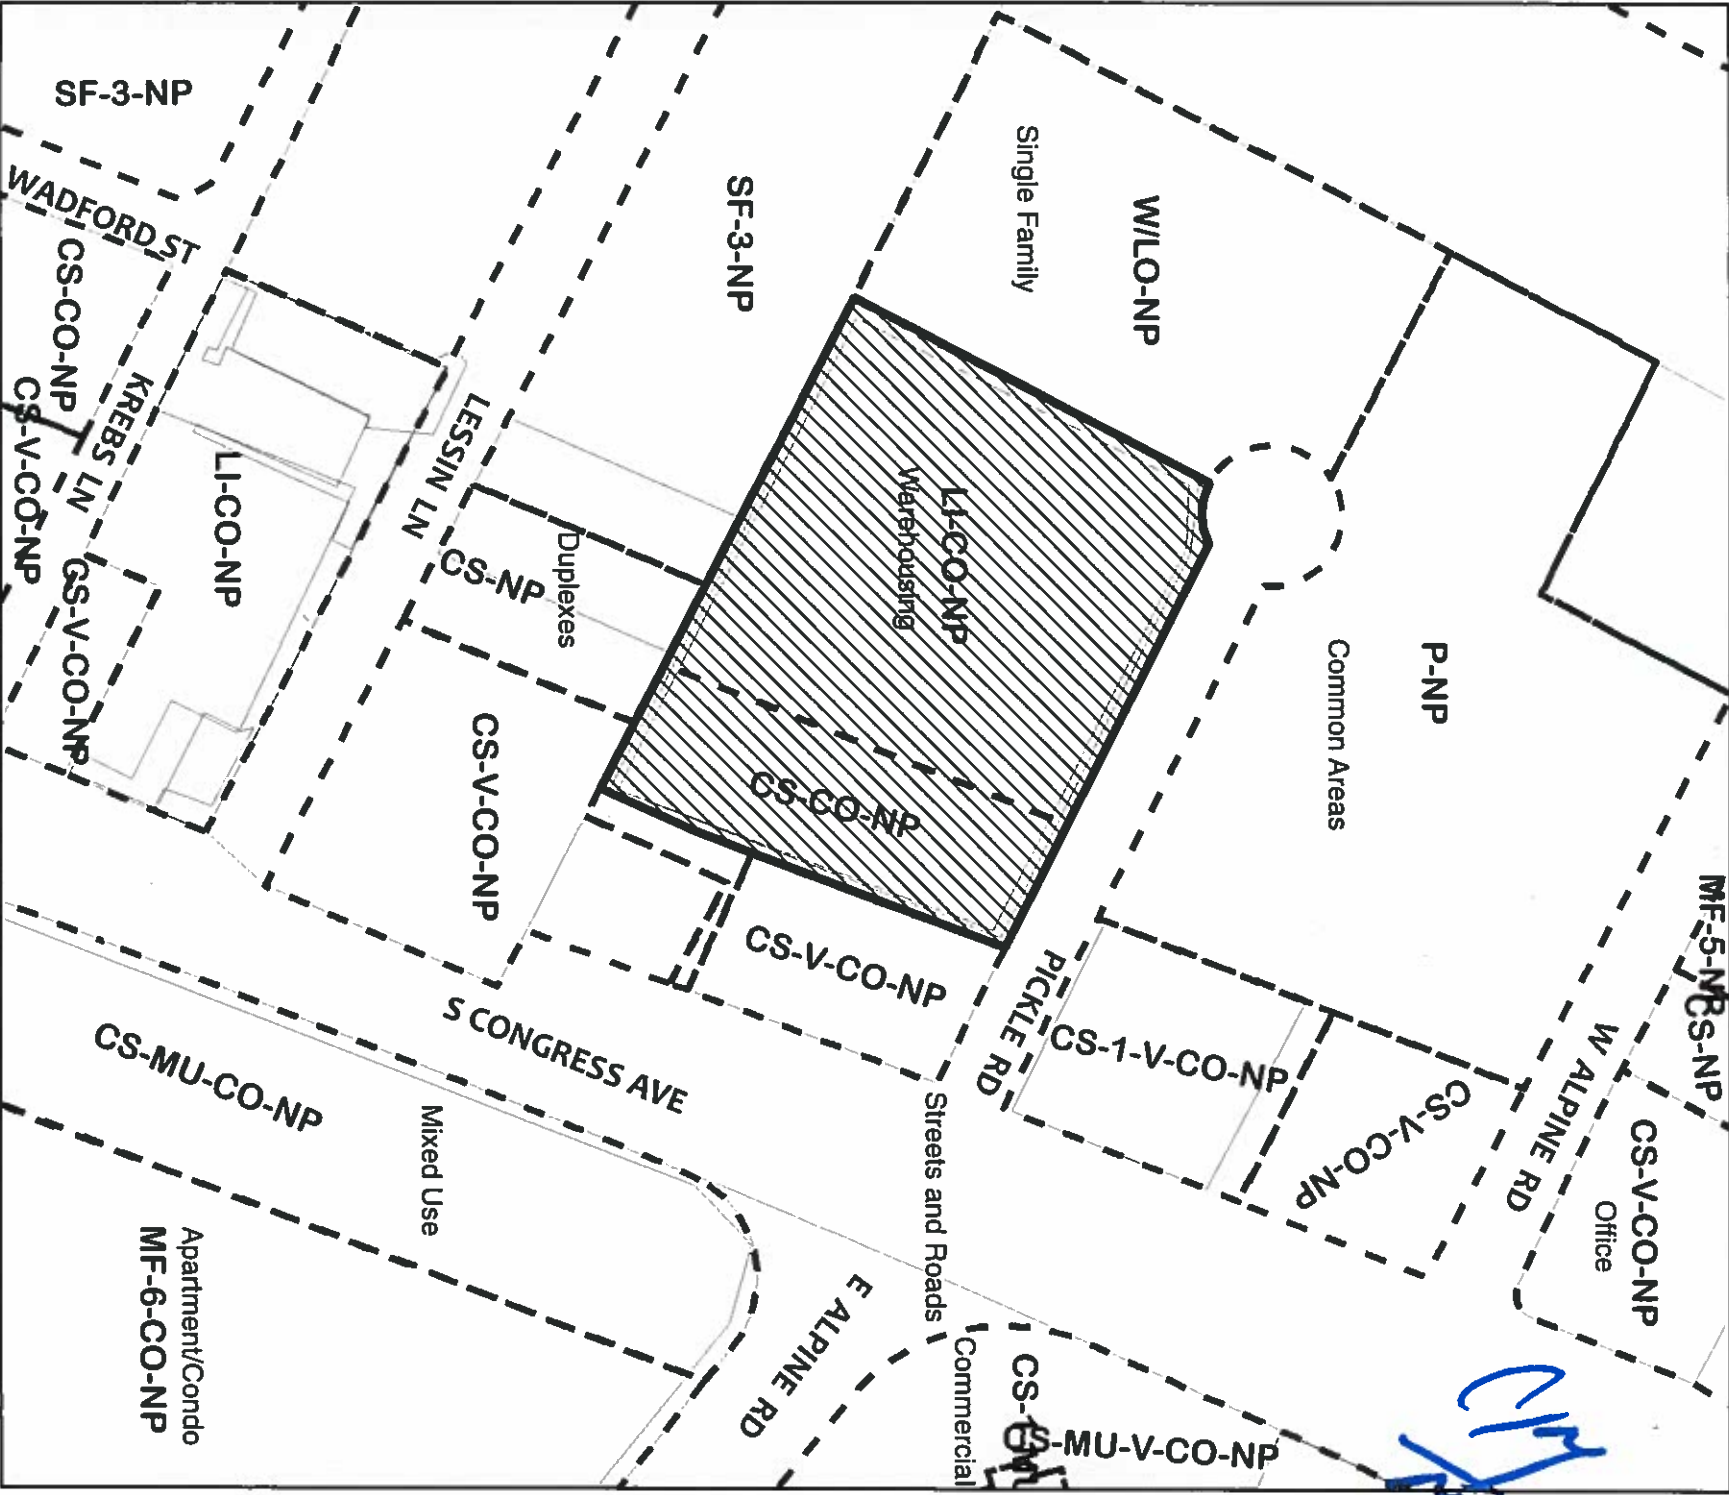 SF-3-NP
WADFORD ST
CS-CO-NP
CS-V-CO-NP
KREBS LN
CS-V-CO-NP
LI-CO-NP
LESSIN LN
SF-3-NP
Single Family
W/LO-NP
LI-CO-NP
Warehousing
Duplexes
CS-NP
CS-V-CO-NP
CS-CO-NP
CS-V-CO-NP
P-NP
Common Areas
PICKLE RD
CS-1-V-CO-NP
CS-V-CO-NP
W ALPINE RD
MF-5-NP
CS-NP
CS-V-CO-NP
Office
S CONGRESS AVE
CS-MU-CO-NP
Mixed Use
Apartment/Condo
MF-6-CO-NP
E ALPINE RD
Streets and Roads
Commercial
CS-MU-V-CO-NP